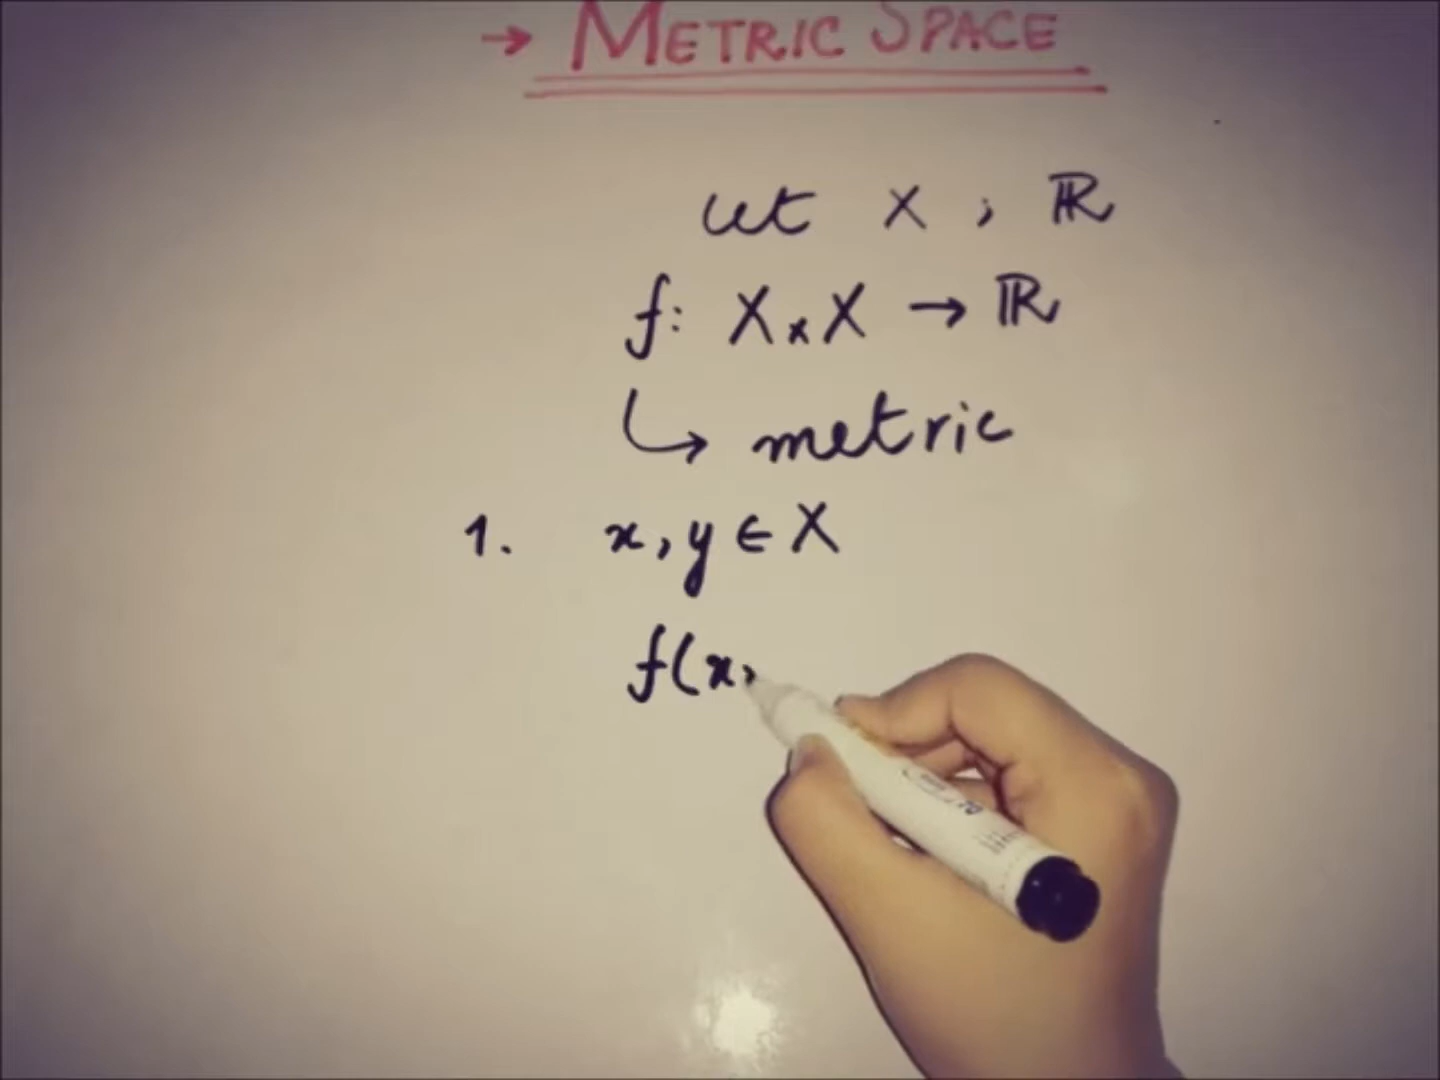 → METRIC SPACE
let X, ℝ
f: X×X → ℝ
↳ metric
1. x, y ∈ X
f(x,